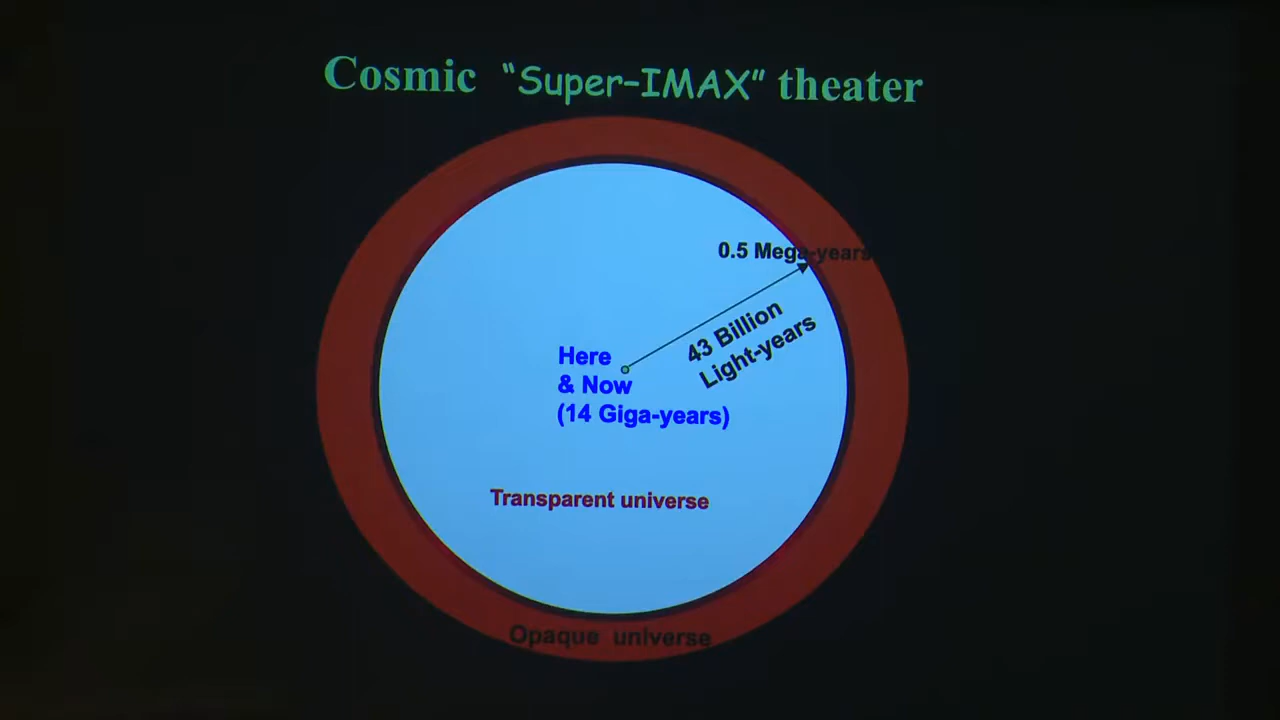 Cosmic “Super-IMAX” theater
0.5 Mega-years
43 Billion
Light-years
Here
& Now
(14 Giga-years)
Transparent universe
Opaque universe